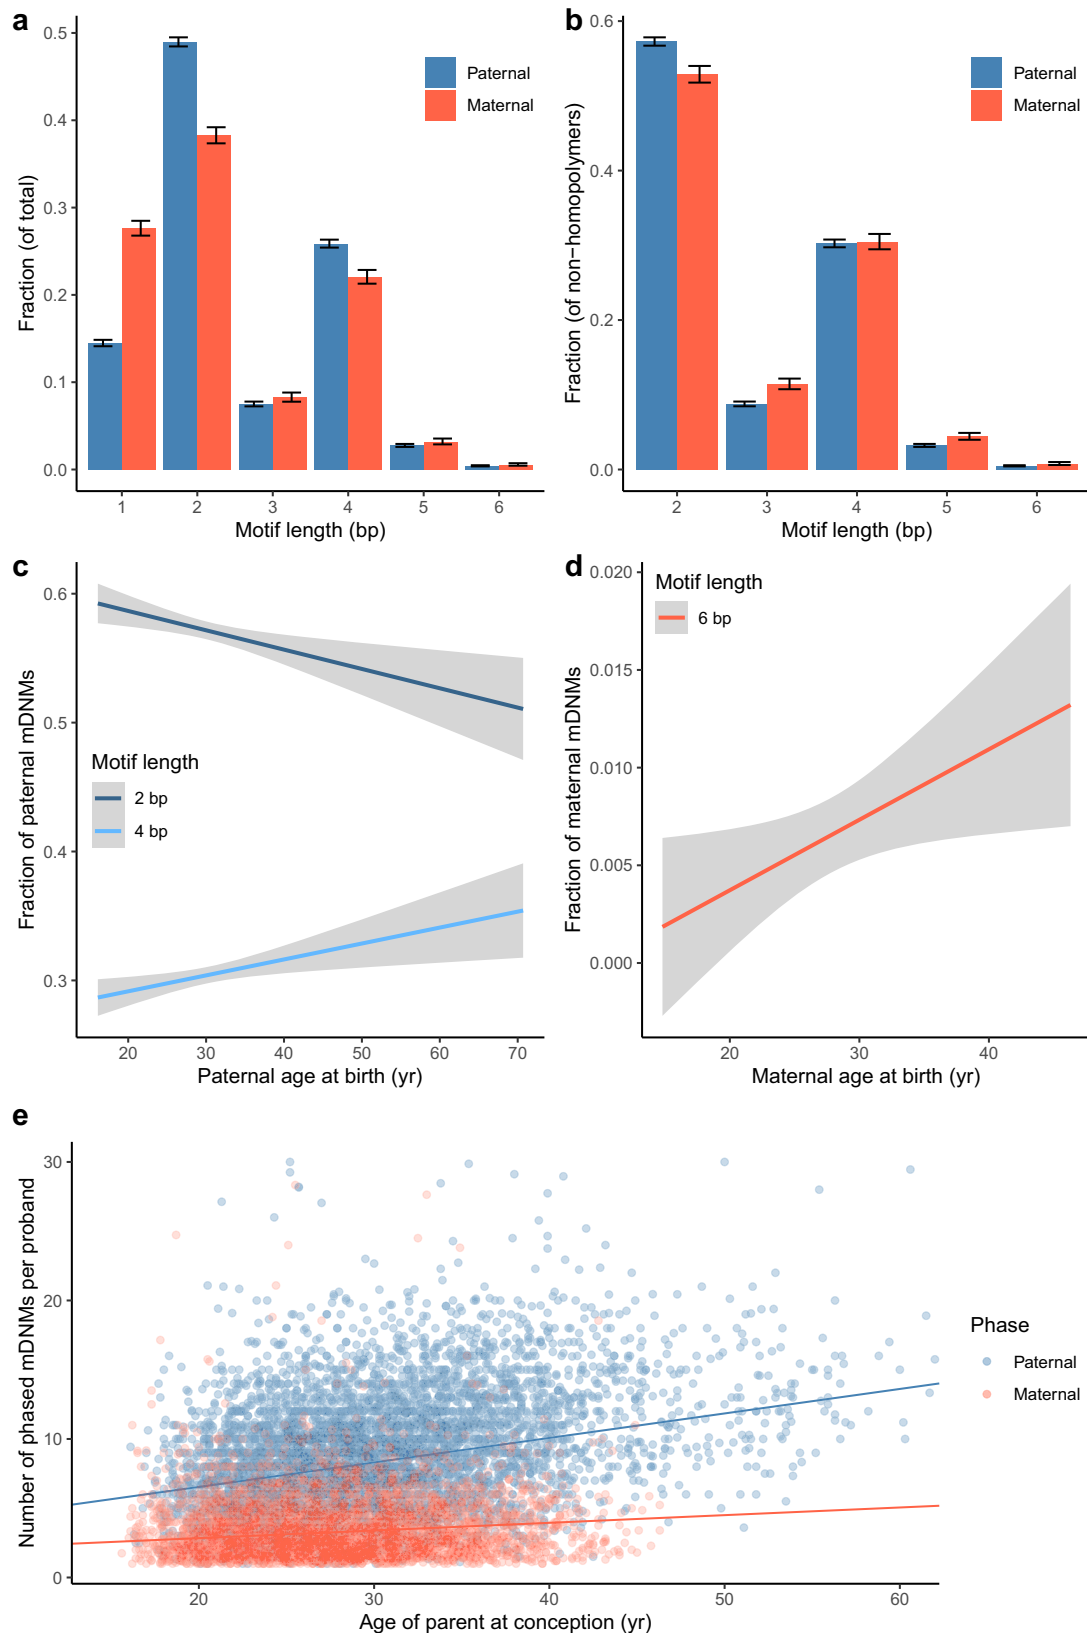 a
0.5
0.4
0.3
0.2
0.1
0.0
Fraction (of total)
Paternal
Maternal
1 2 3 4 5 6
Motif length (bp)
b
0.6
0.4
0.2
0.0
Fraction (of non−homopolymers)
Paternal
Maternal
2 3 4 5 6
Motif length (bp)
c
0.6
0.5
0.4
0.3
Fraction of paternal mDNMs
Motif length
2 bp
4 bp
20 30 40 50 60 70
Paternal age at birth (yr)
d
0.020
0.015
0.010
0.005
0.000
Fraction of maternal mDNMs
Motif length
6 bp
20 30 40
Maternal age at birth (yr)
e
30
20
10
0
Number of phased mDNMs per proband
Phase
Paternal
Maternal
20 30 40 50 60
Age of parent at conception (yr)